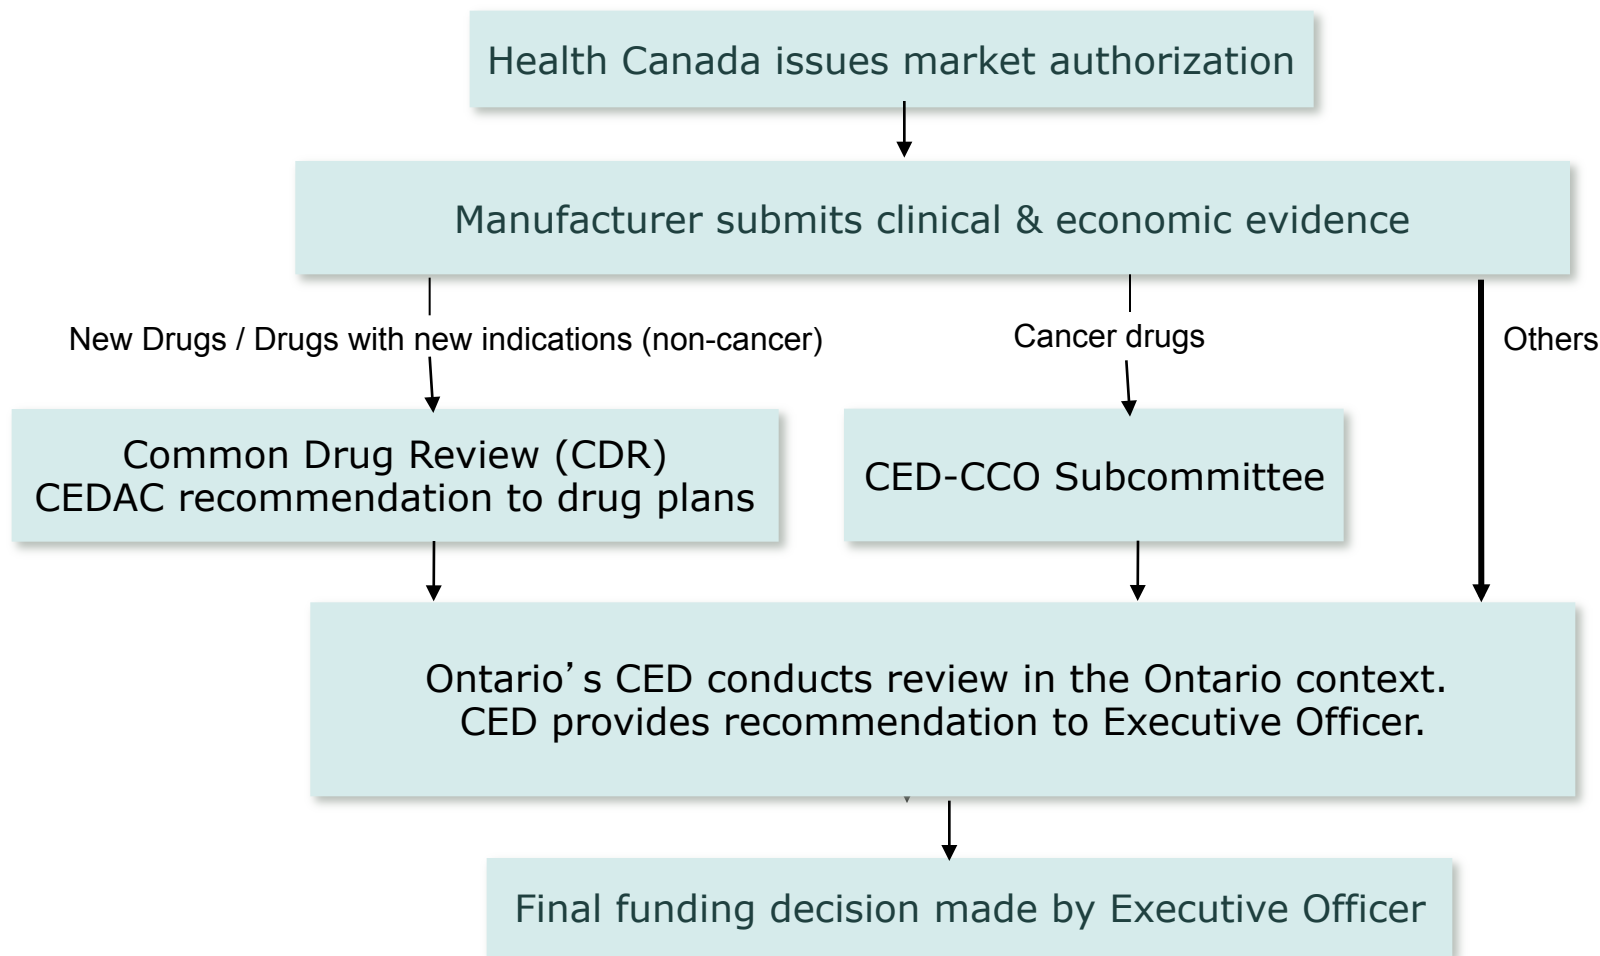 Health Canada issues market authorization
Manufacturer submits clinical & economic evidence
New Drugs / Drugs with new indications (non-cancer)
Cancer drugs
Others
Common Drug Review (CDR)
CEDAC recommendation to drug plans
CED-CCO Subcommittee
Ontario’s CED conducts review in the Ontario context.
CED provides recommendation to Executive Officer.
Final funding decision made by Executive Officer